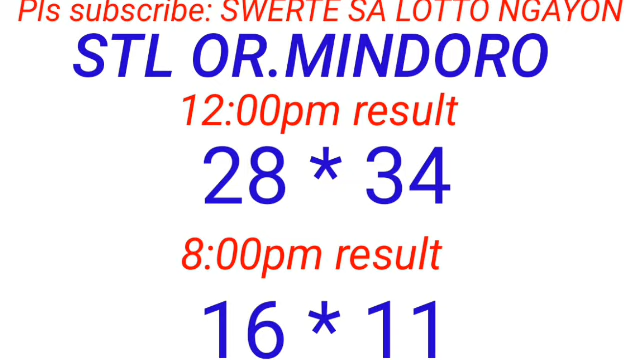 Pls subscribe: SWERTE SA LOTTO NGAYON
STL OR.MINDORO
12:00pm result
28 * 34
8:00pm result
16 * 11